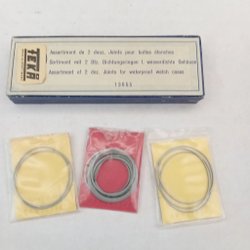 TEKA
Assortiment de 2 douz. Joints pour boîtes étanches
Sortiment mit 2 Dtz. Dichtungsringen f. wasserdichte Gehäuse
Assortment of 2 doz. Joints for waterproof watch cases